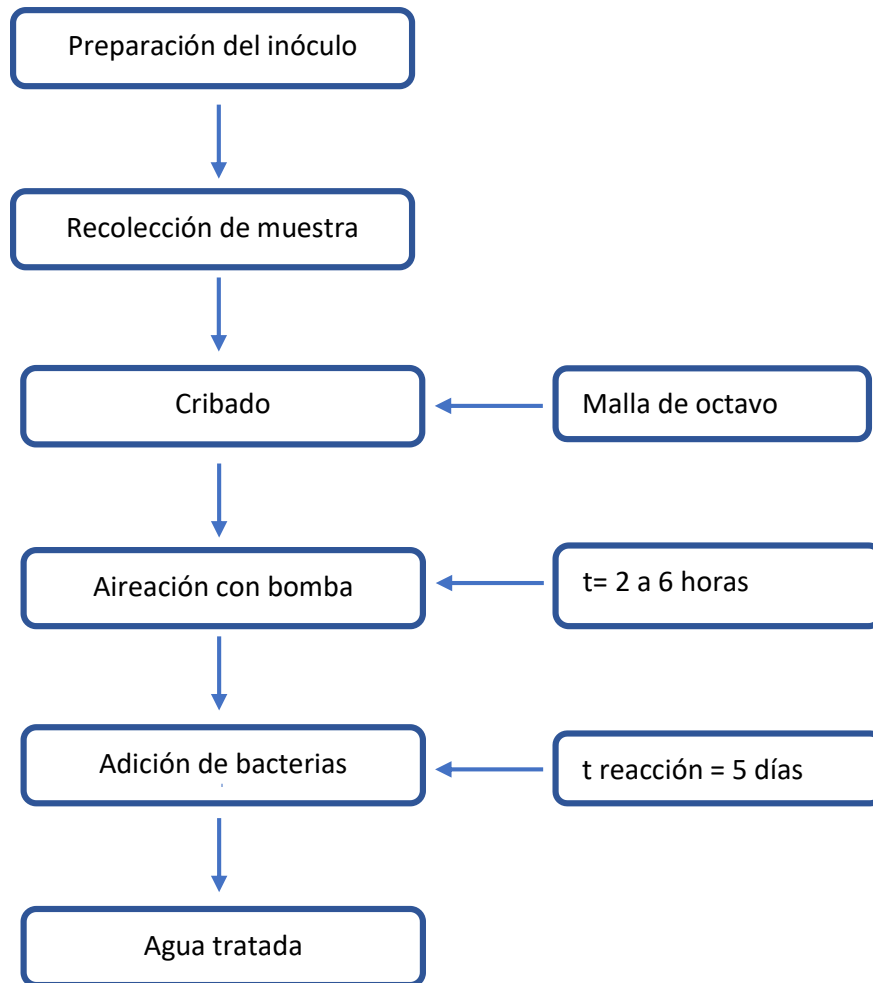 Preparación del inóculo
Recolección de muestra
Cribado
Malla de octavo
Aireación con bomba
t= 2 a 6 horas
Adición de bacterias
t reacción = 5 días
Agua tratada